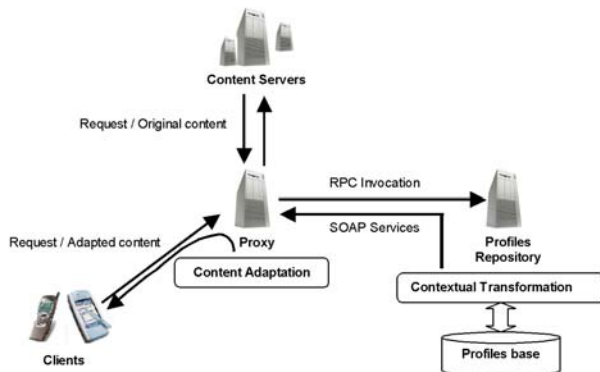 Content Servers
Request / Original content
RPC Invocation
SOAP Services
Proxy
Profiles
Repository
Request / Adapted content
Content Adaptation
Contextual Transformation
Clients
Profiles base